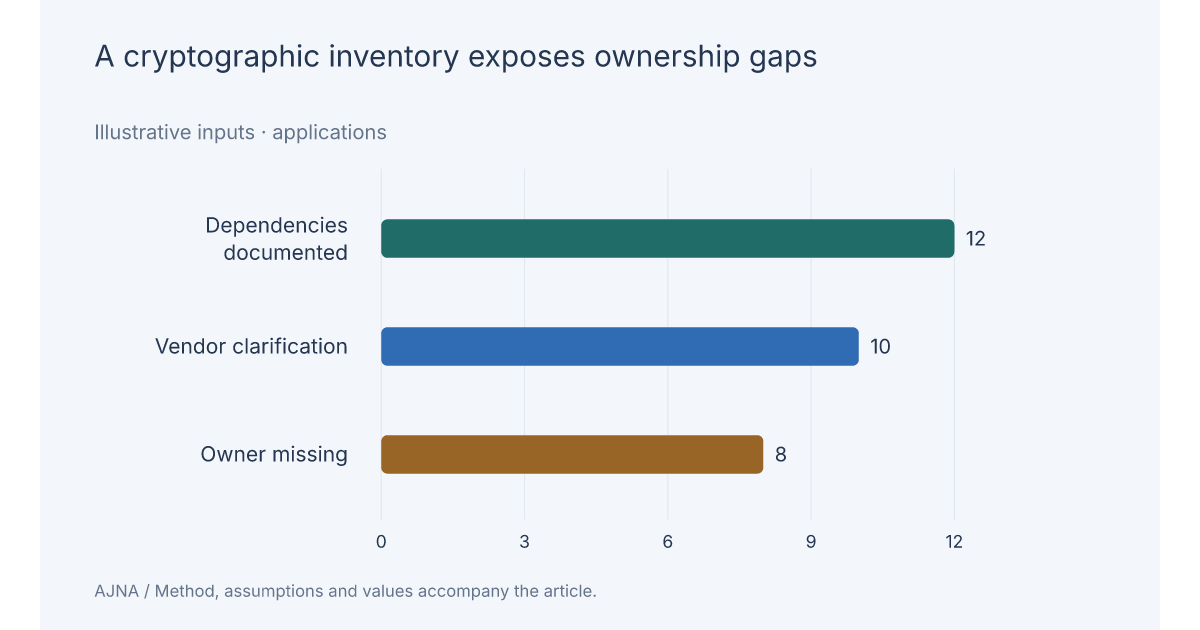 A cryptographic inventory exposes ownership gaps
Illustrative inputs · applications
Dependencies
documented
12
Vendor clarification
10
Owner missing
8
0 3 6 9 12
AJNA / Method, assumptions and values accompany the article.